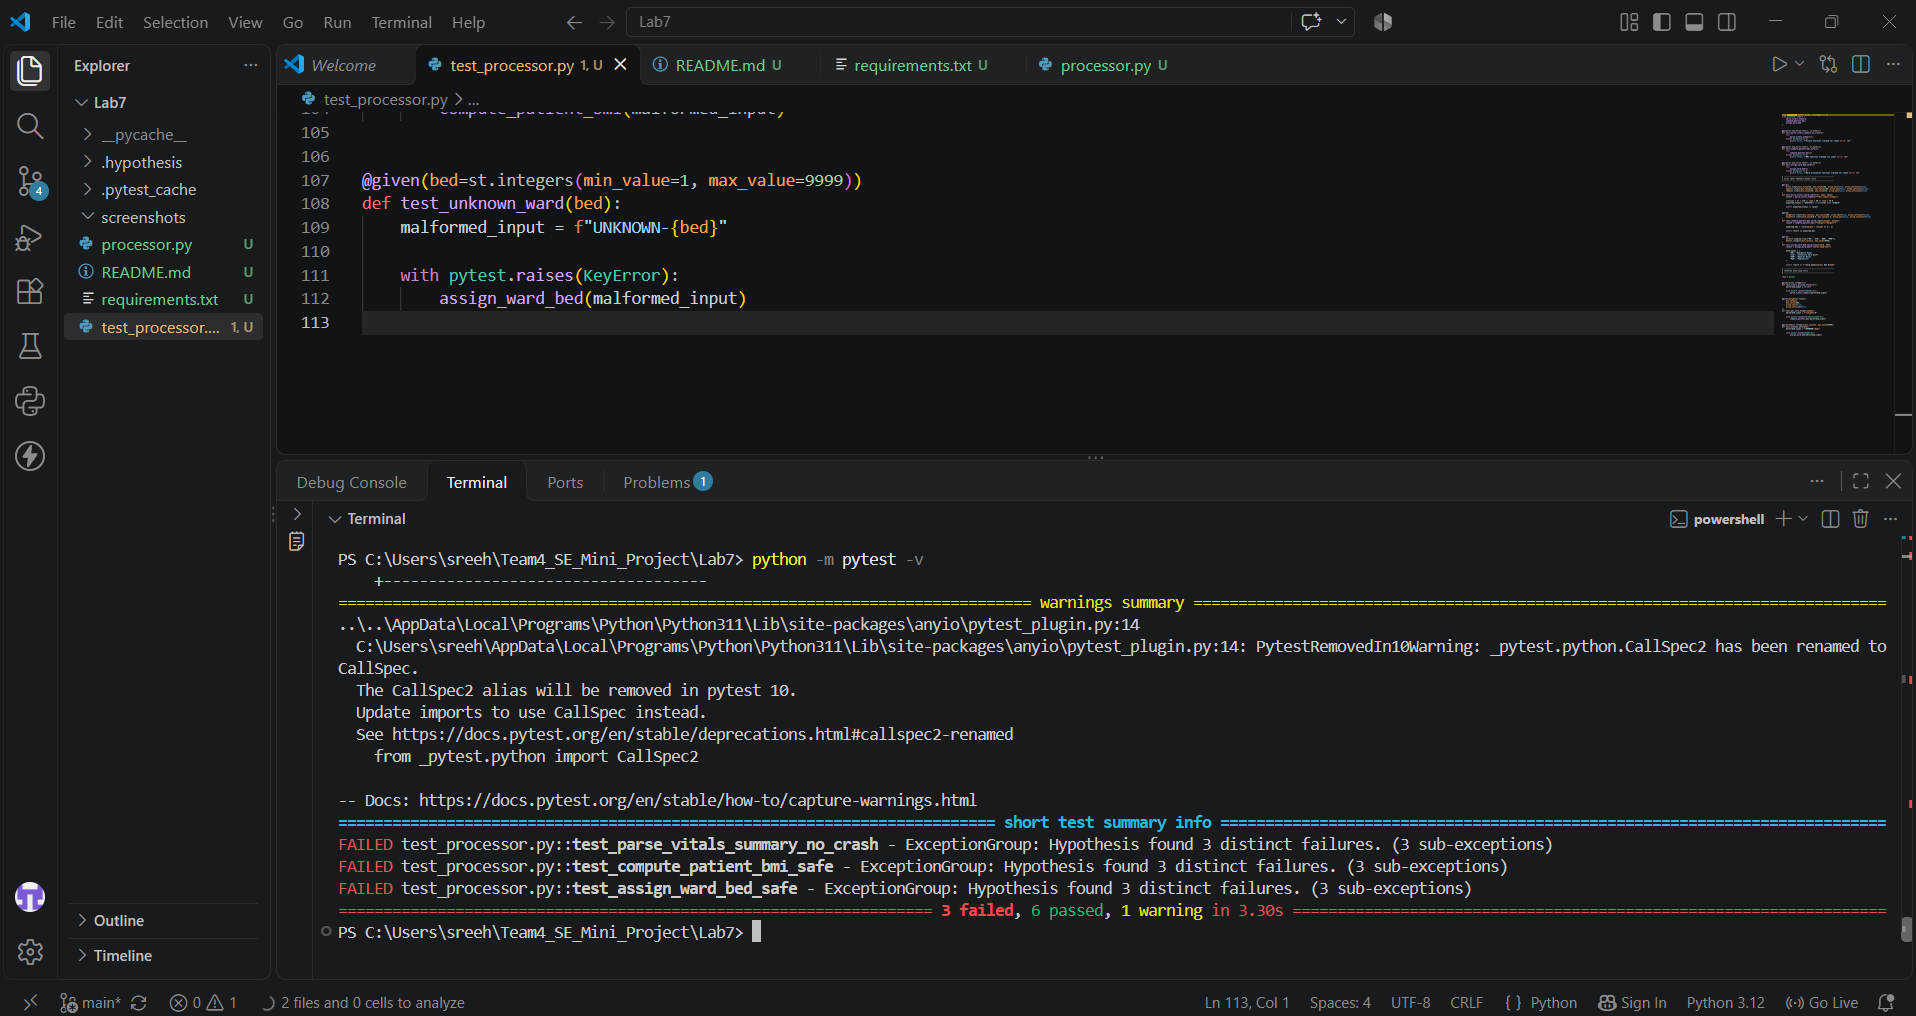 File Edit Selection View Go Run Terminal Help
Lab7
Explorer
Lab7
__pycache__
.hypothesis
.pytest_cache
screenshots
processor.py U
README.md U
requirements.txt U
test_processor.... 1, U
Outline
Timeline
4
Welcome
test_processor.py 1, U
README.md U
requirements.txt U
processor.py U
test_processor.py > ...
104 compute_patient_bmi(malformed_input)
105
106
107 @given(bed=st.integers(min_value=1, max_value=9999))
108 def test_unknown_ward(bed):
109 malformed_input = f"UNKNOWN-{bed}"
110
111 with pytest.raises(KeyError):
112 assign_ward_bed(malformed_input)
113
Debug Console Terminal Ports Problems 1
Terminal
powershell
PS C:\Users\sreeh\Team4_SE_Mini_Project\Lab7> python -m pytest -v
+------------------------------------
============================================================================= warnings summary =============================================================================
..\..\AppData\Local\Programs\Python\Python311\Lib\site-packages\anyio\pytest_plugin.py:14
C:\Users\sreeh\AppData\Local\Programs\Python\Python311\Lib\site-packages\anyio\pytest_plugin.py:14: PytestRemovedIn10Warning: _pytest.python.CallSpec2 has been renamed to
CallSpec.
The CallSpec2 alias will be removed in pytest 10.
Update imports to use CallSpec instead.
See https://docs.pytest.org/en/stable/deprecations.html#callspec2-renamed
from _pytest.python import CallSpec2
-- Docs: https://docs.pytest.org/en/stable/how-to/capture-warnings.html
========================================================================= short test summary info ==========================================================================
FAILED test_processor.py::test_parse_vitals_summary_no_crash - ExceptionGroup: Hypothesis found 3 distinct failures. (3 sub-exceptions)
FAILED test_processor.py::test_compute_patient_bmi_safe - ExceptionGroup: Hypothesis found 3 distinct failures. (3 sub-exceptions)
FAILED test_processor.py::test_assign_ward_bed_safe - ExceptionGroup: Hypothesis found 3 distinct failures. (3 sub-exceptions)
================================================================== 3 failed, 6 passed, 1 warning in 3.30s ==================================================================
PS C:\Users\sreeh\Team4_SE_Mini_Project\Lab7>
main* 0 1 2 files and 0 cells to analyze
Ln 113, Col 1 Spaces: 4 UTF-8 CRLF { } Python Sign In Python 3.12 Go Live